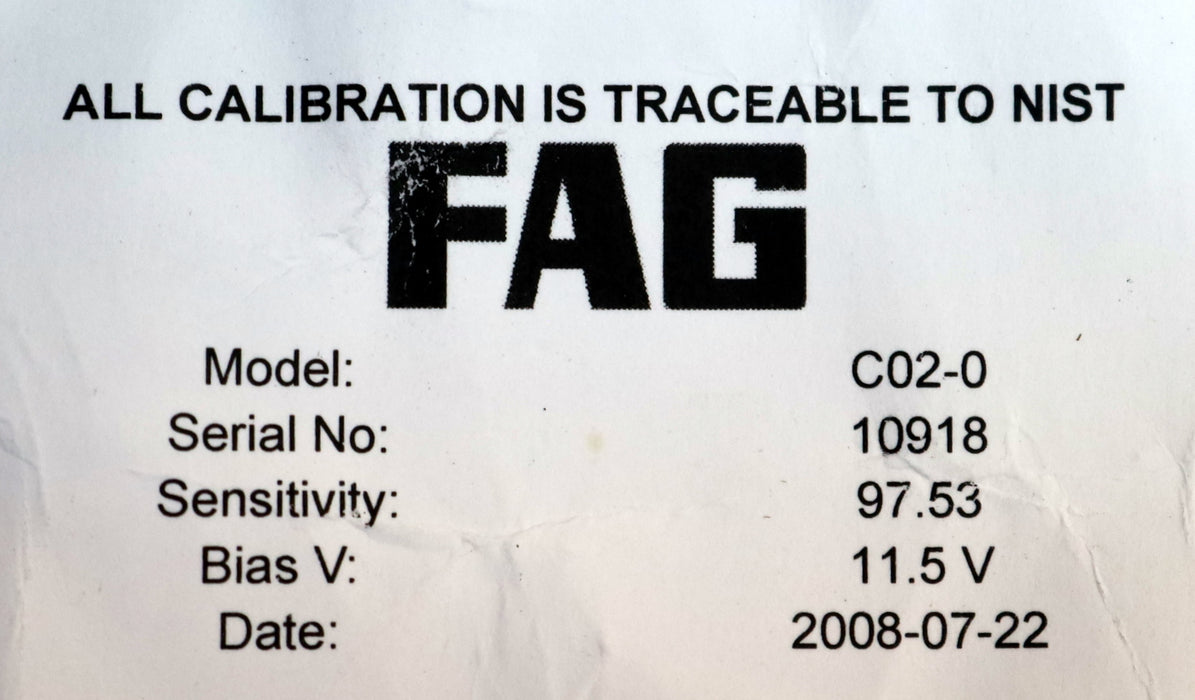 ALL CALIBRATION IS TRACEABLE TO NIST
FAG
Model: C02-0
Serial No: 10918
Sensitivity: 97.53
Bias V: 11.5 V
Date: 2008-07-22